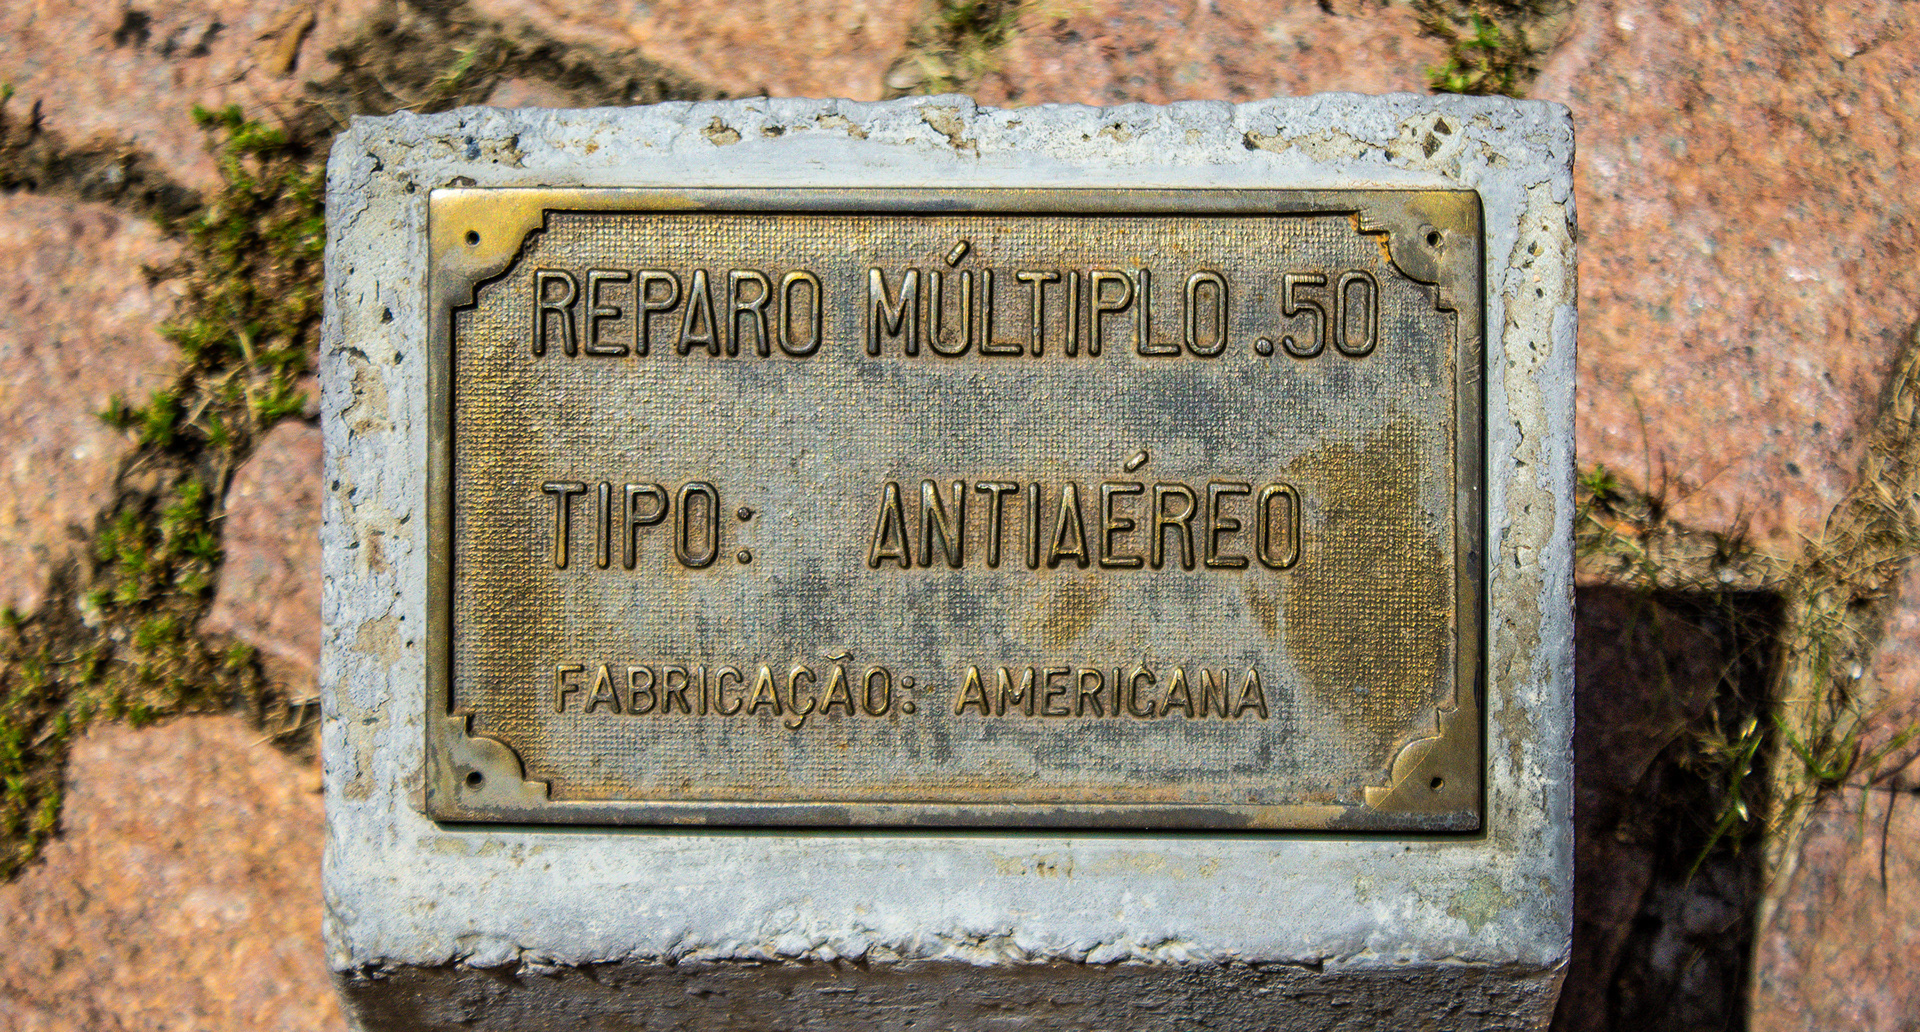 REPARO MÚLTIPLO .50
TIPO: ANTIAÉREO
FABRICAÇÃO: AMERICANA